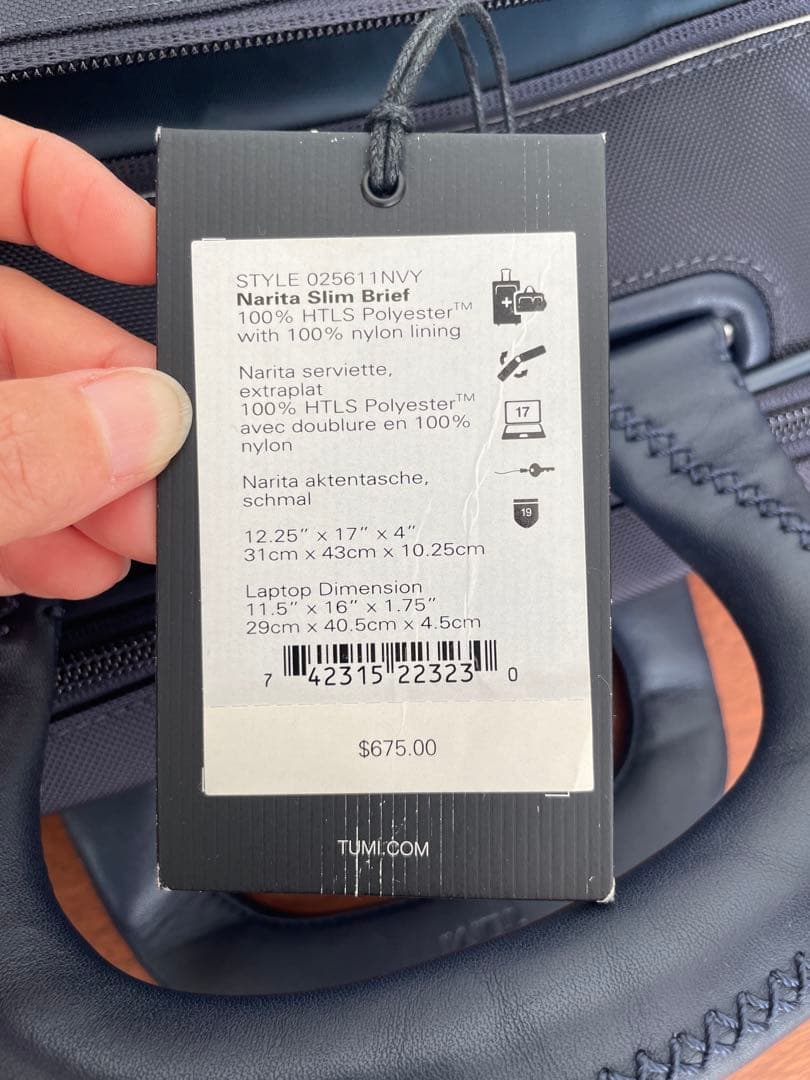 STYLE 025611NVY
Narita Slim Brief
100% HTLS Polyester™
with 100% nylon lining
Narita serviette,
extraplat
100% HTLS Polyester™
avec doublure en 100%
nylon
Narita aktentasche,
schmal
12.25” x 17” x 4”
31cm x 43cm x 10.25cm
Laptop Dimension
11.5” x 16” x 1.75”
29cm x 40.5cm x 4.5cm
17
19
7 42315 22323 0
$675.00
TUMI.COM